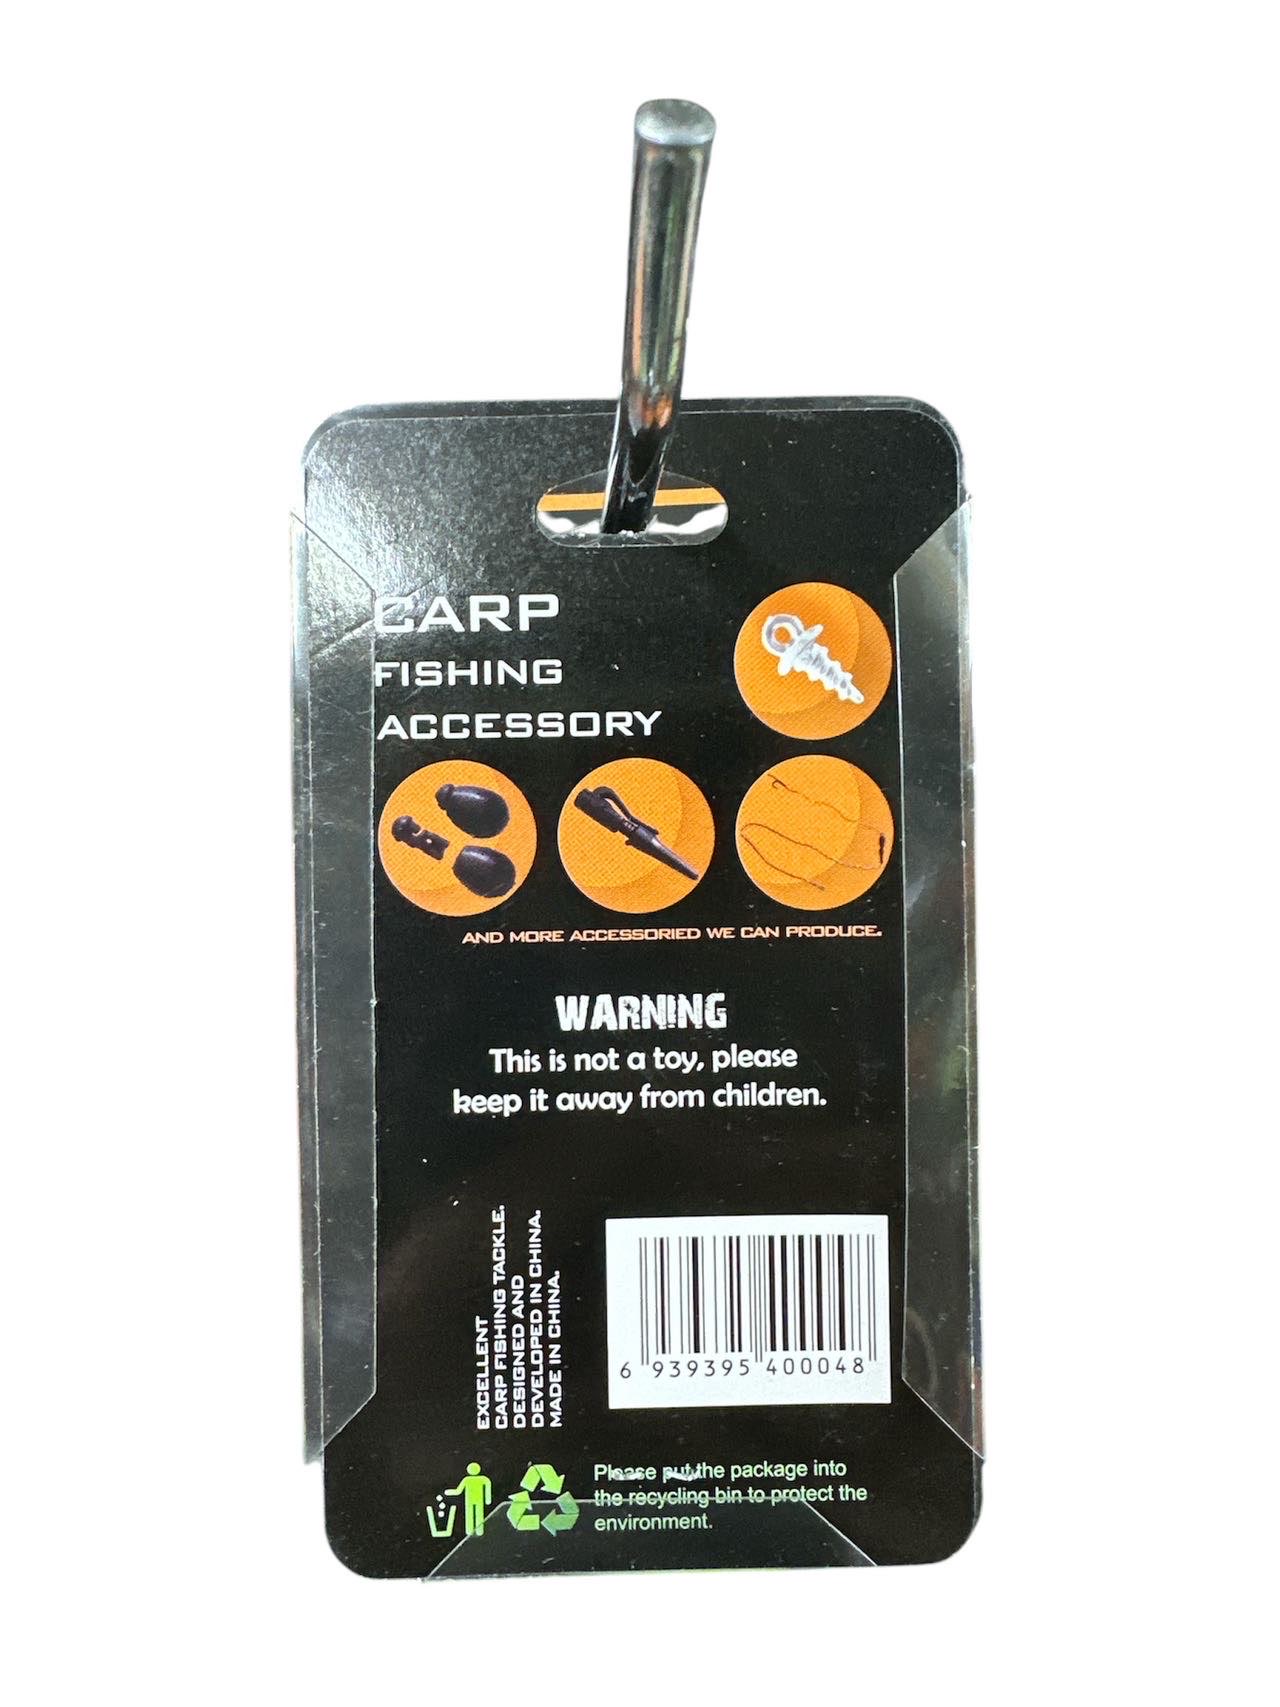 CARP
FISHING
ACCESSORY
AND MORE ACCESSORIED WE CAN PRODUCE.
WARNING
This is not a toy, please
keep it away from children.
EXCELLENT
CARP FISHING TACKLE.
DESIGNED AND
DEVELOPED IN CHINA.
MADE IN CHINA.
6 939395 400048
Please put the package into
the recycling bin to protect the
environment.